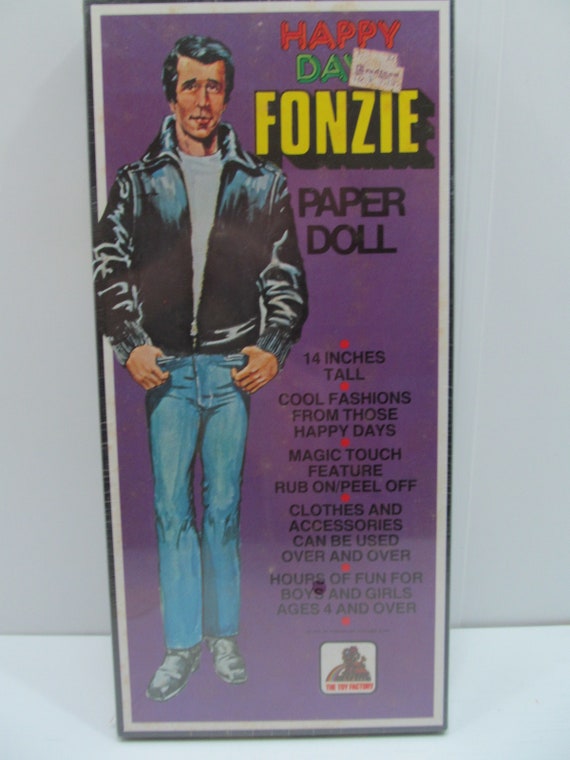 HAPPY
DAY
FONZIE
PAPER
DOLL
14 INCHES
TALL
COOL FASHIONS
FROM THOSE
HAPPY DAYS
MAGIC TOUCH
FEATURE
RUB ON/PEEL OFF
CLOTHES AND
ACCESSORIES
CAN BE USED
OVER AND OVER
HOURS OF FUN FOR
BOYS AND GIRLS
AGES 4 AND OVER
THE TOY FACTORY